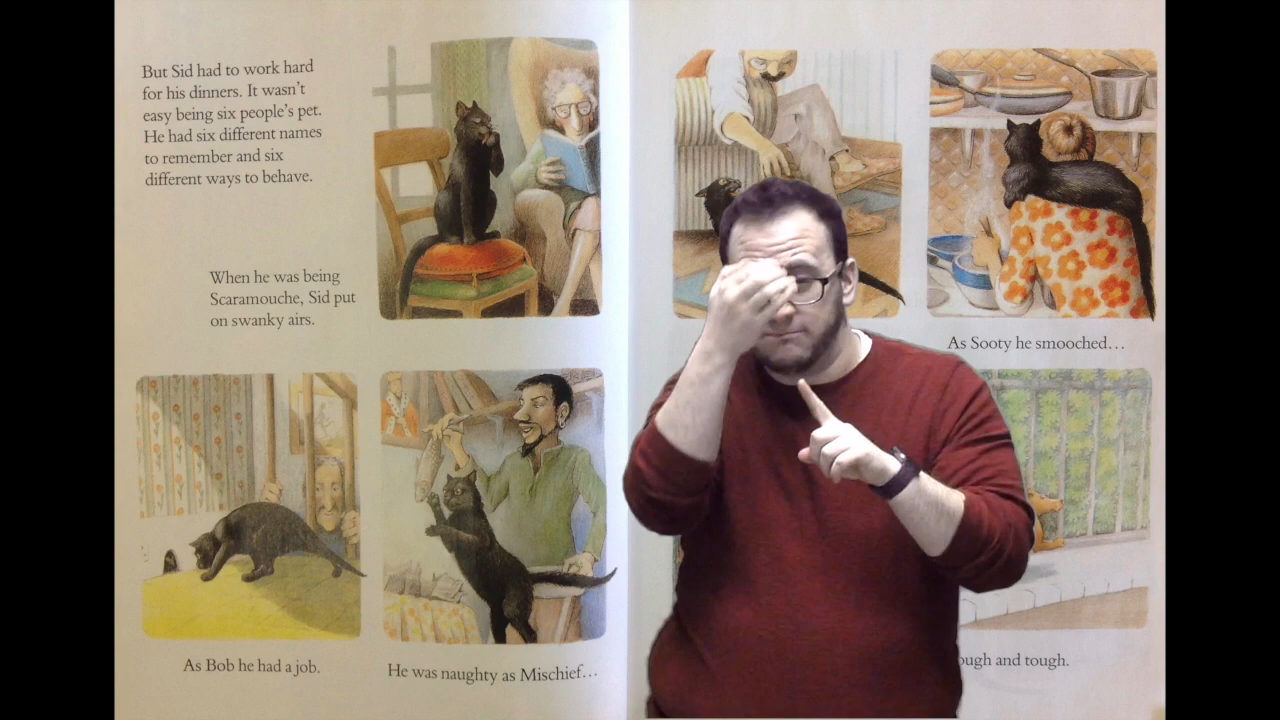 But Sid had to work hard
for his dinners. It wasn't
easy being six people's pet.
He had six different names
to remember and six
different ways to behave.
When he was being
Scaramouche, Sid put
on swanky airs.
As Bob he had a job.
He was naughty as Mischief…
As Sooty he smooched…
and tough.